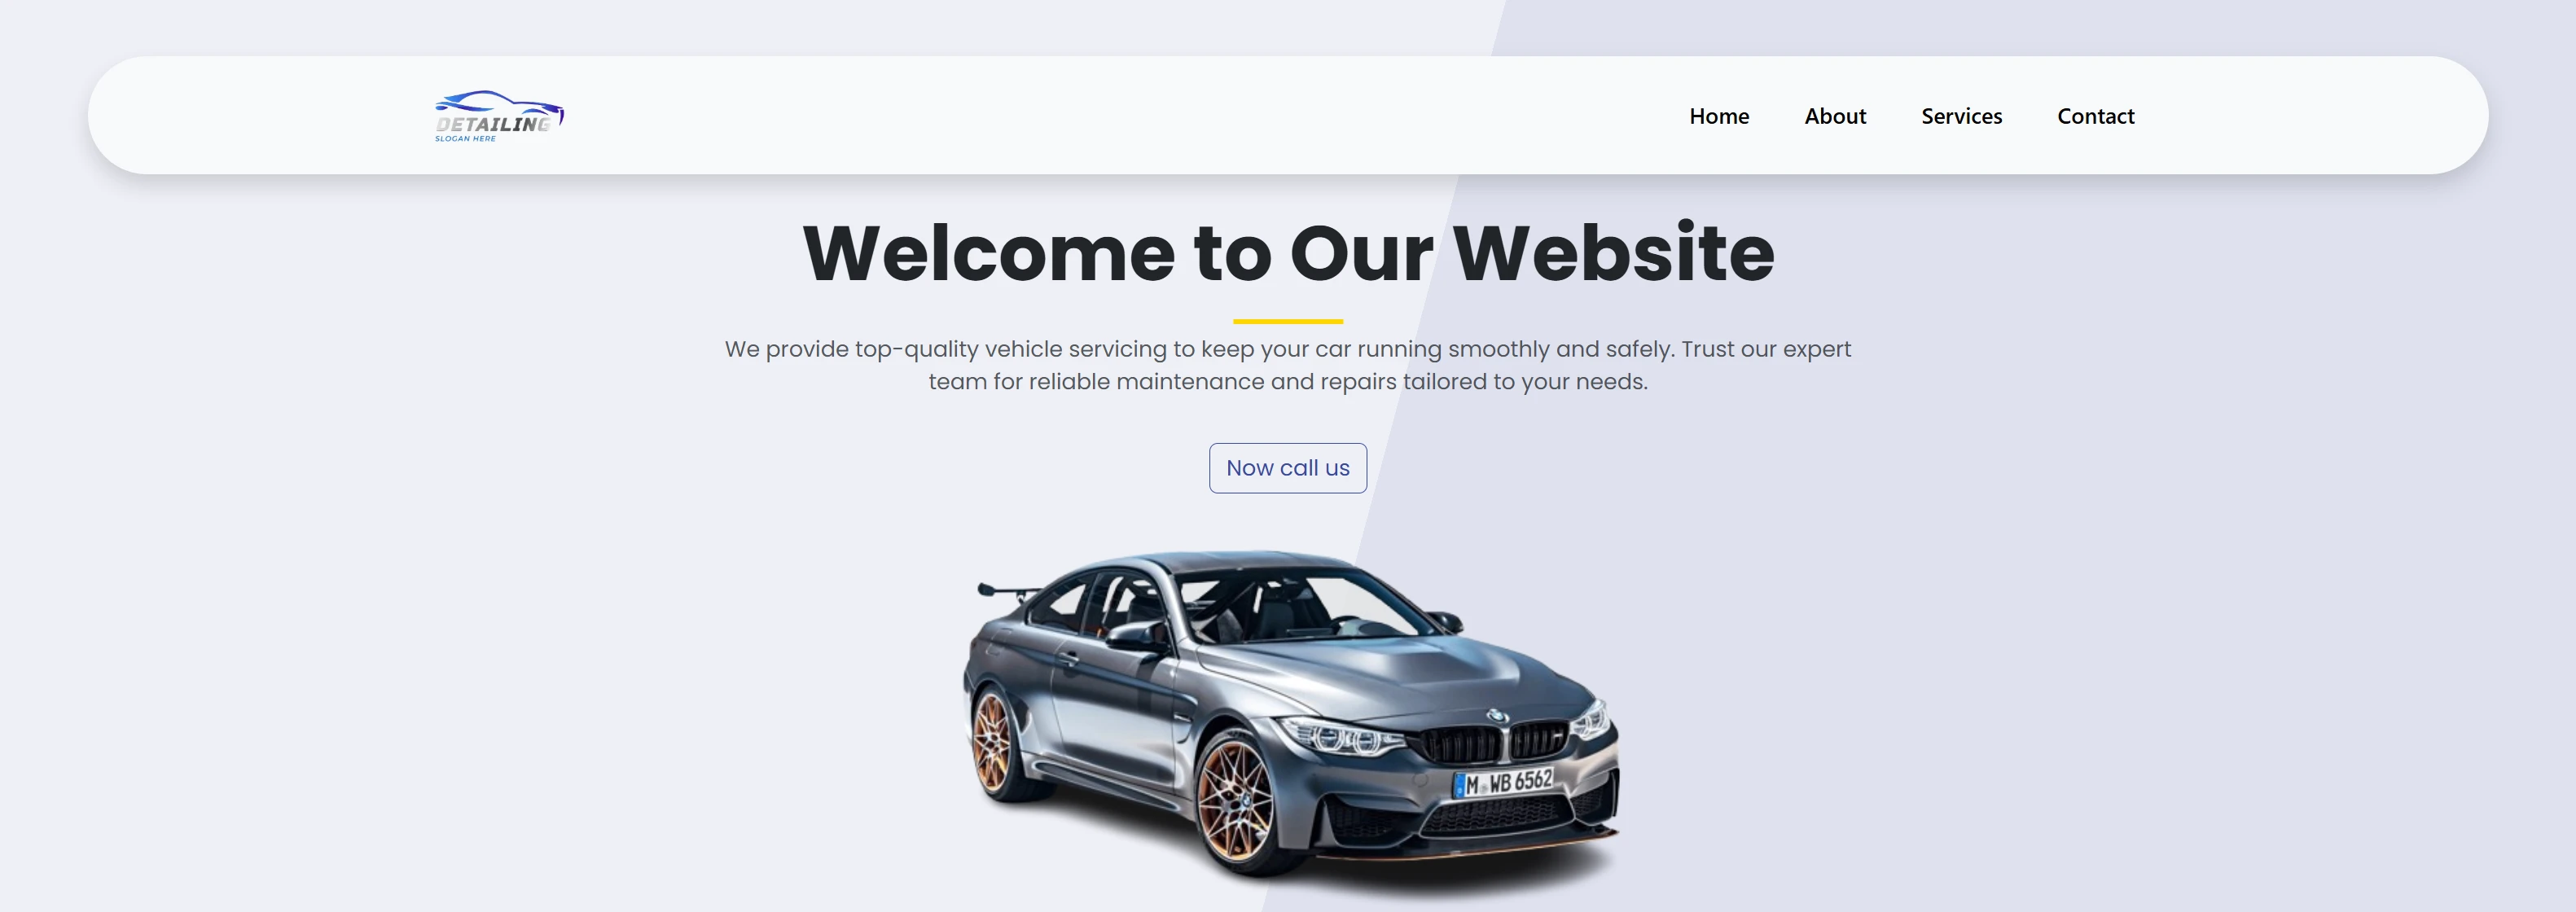 DETAILING
SLOGAN HERE
Home About Services Contact
Welcome to Our Website
We provide top-quality vehicle servicing to keep your car running smoothly and safely. Trust our expert
team for reliable maintenance and repairs tailored to your needs.
Now call us
M WB 6562